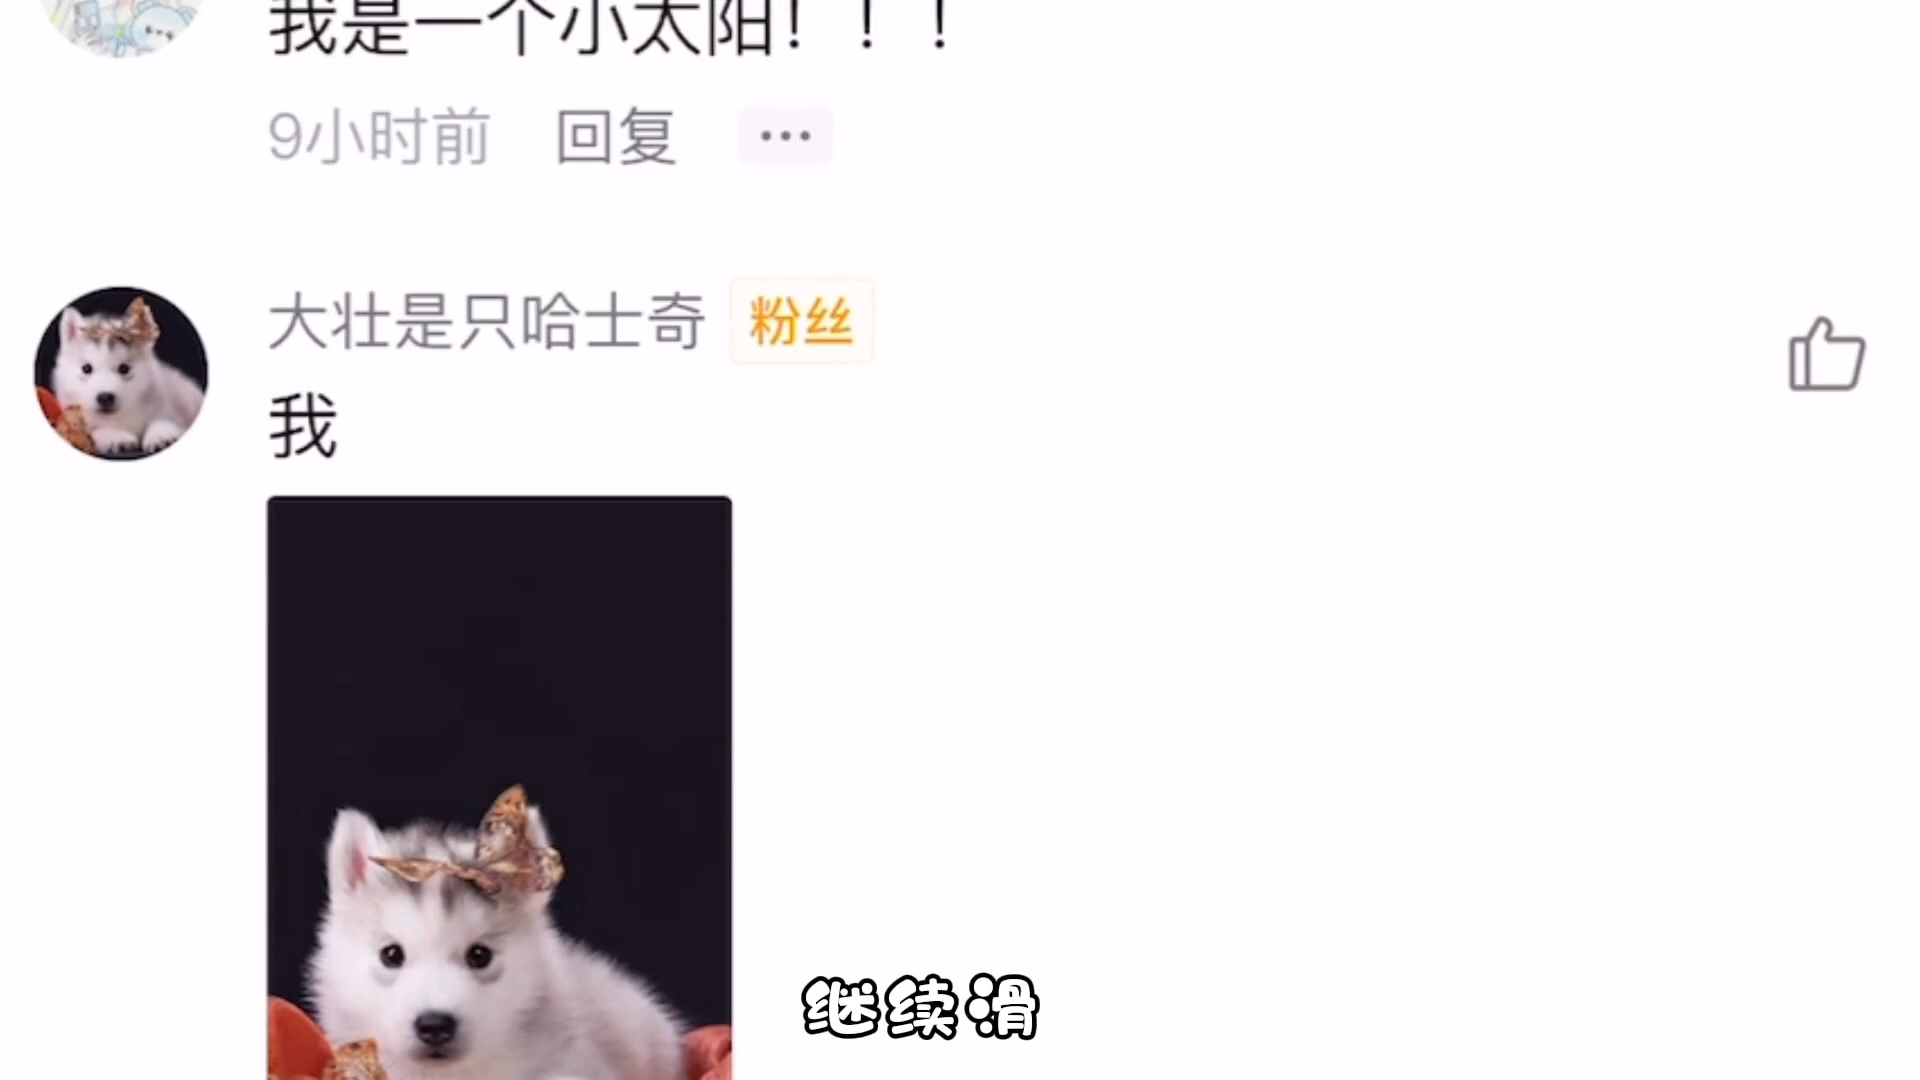 我是一个小太阳！！！
9小时前 回复 ···
大壮是只哈士奇 粉丝
我
继续滑